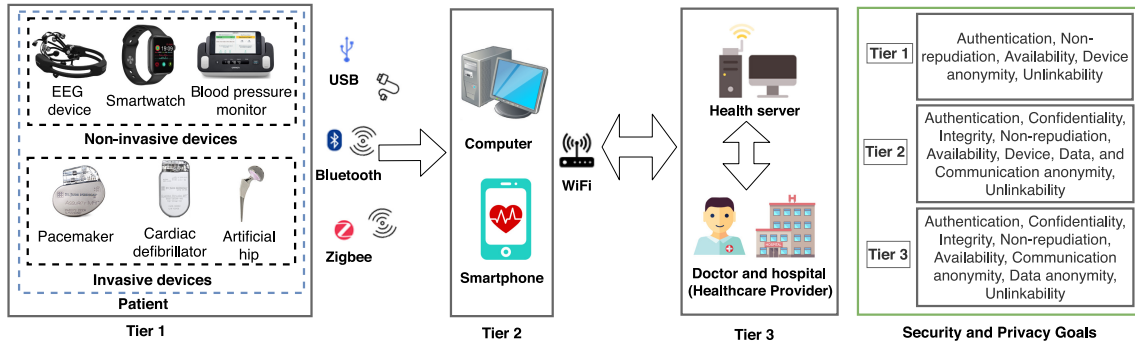 EEG
device
Smartwatch
Blood pressure
monitor
Non-invasive devices
Pacemaker
Cardiac
defibrillator
Artificial
hip
Invasive devices
Patient
Tier 1
USB
Bluetooth
Zigbee
Computer
Smartphone
Tier 2
WiFi
Health server
Doctor and hospital
(Healthcare Provider)
Tier 3
Tier 1
Authentication, Non-
repudiation, Availability, Device
anonymity, Unlinkability
Tier 2
Authentication, Confidentiality,
Integrity, Non-repudiation,
Availability, Device, Data, and
Communication anonymity,
Unlinkability
Tier 3
Authentication, Confidentiality,
Integrity, Non-repudiation,
Availability, Communication
anonymity, Data anonymity,
Unlinkability
Security and Privacy Goals